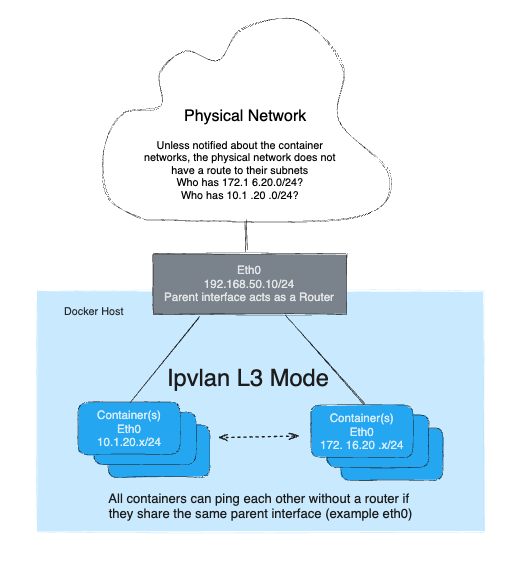 Physical Network
Unless notified about the container
networks, the physical network does not
have a route to their subnets
Who has 172.1 6.20.0/24?
Who has 10.1 .20 .0/24?
Eth0
192.168.50.10/24
Parent interface acts as a Router
Docker Host
Ipvlan L3 Mode
Container(s)
Eth0
10.1.20.x/24
Container(s)
Eth0
172. 16.20 .x/24
All containers can ping each other without a router if
they share the same parent interface (example eth0)